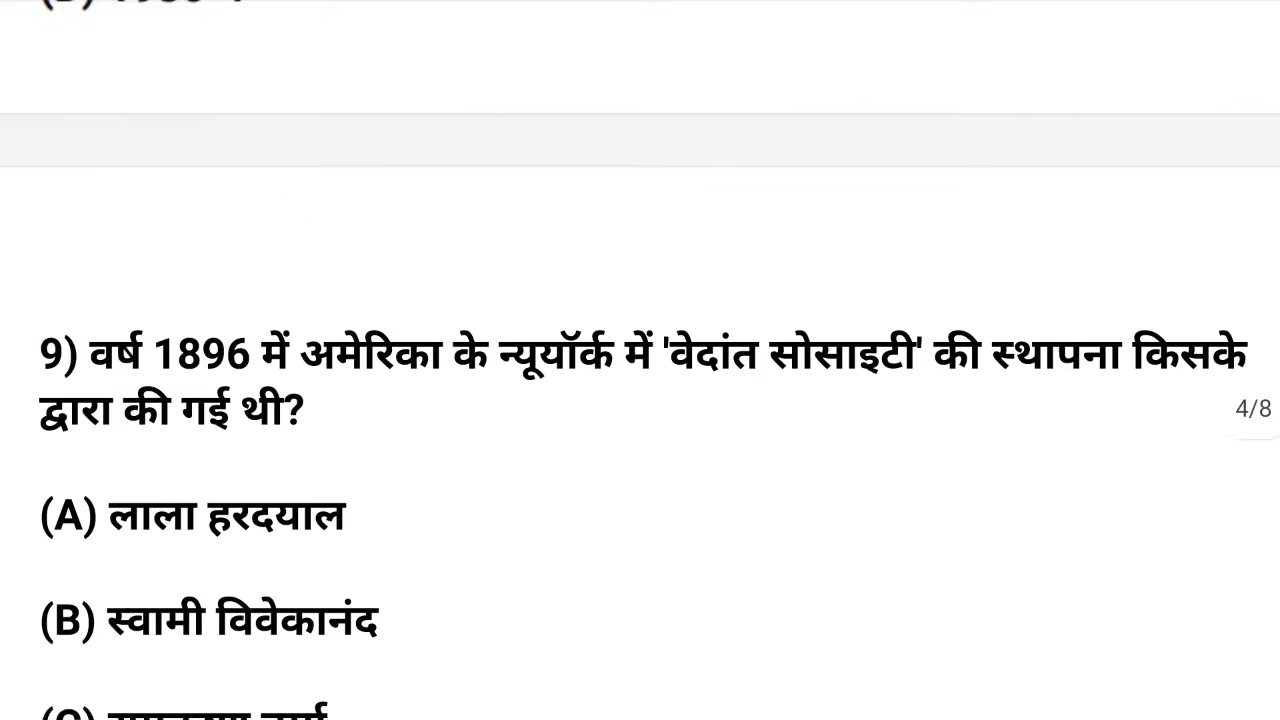 9) वर्ष 1896 में अमेरिका के न्यूयॉर्क में 'वेदांत सोसाइटी' की स्थापना किसके
द्वारा की गई थी?
4/8
(A) लाला हरदयाल
(B) स्वामी विवेकानंद